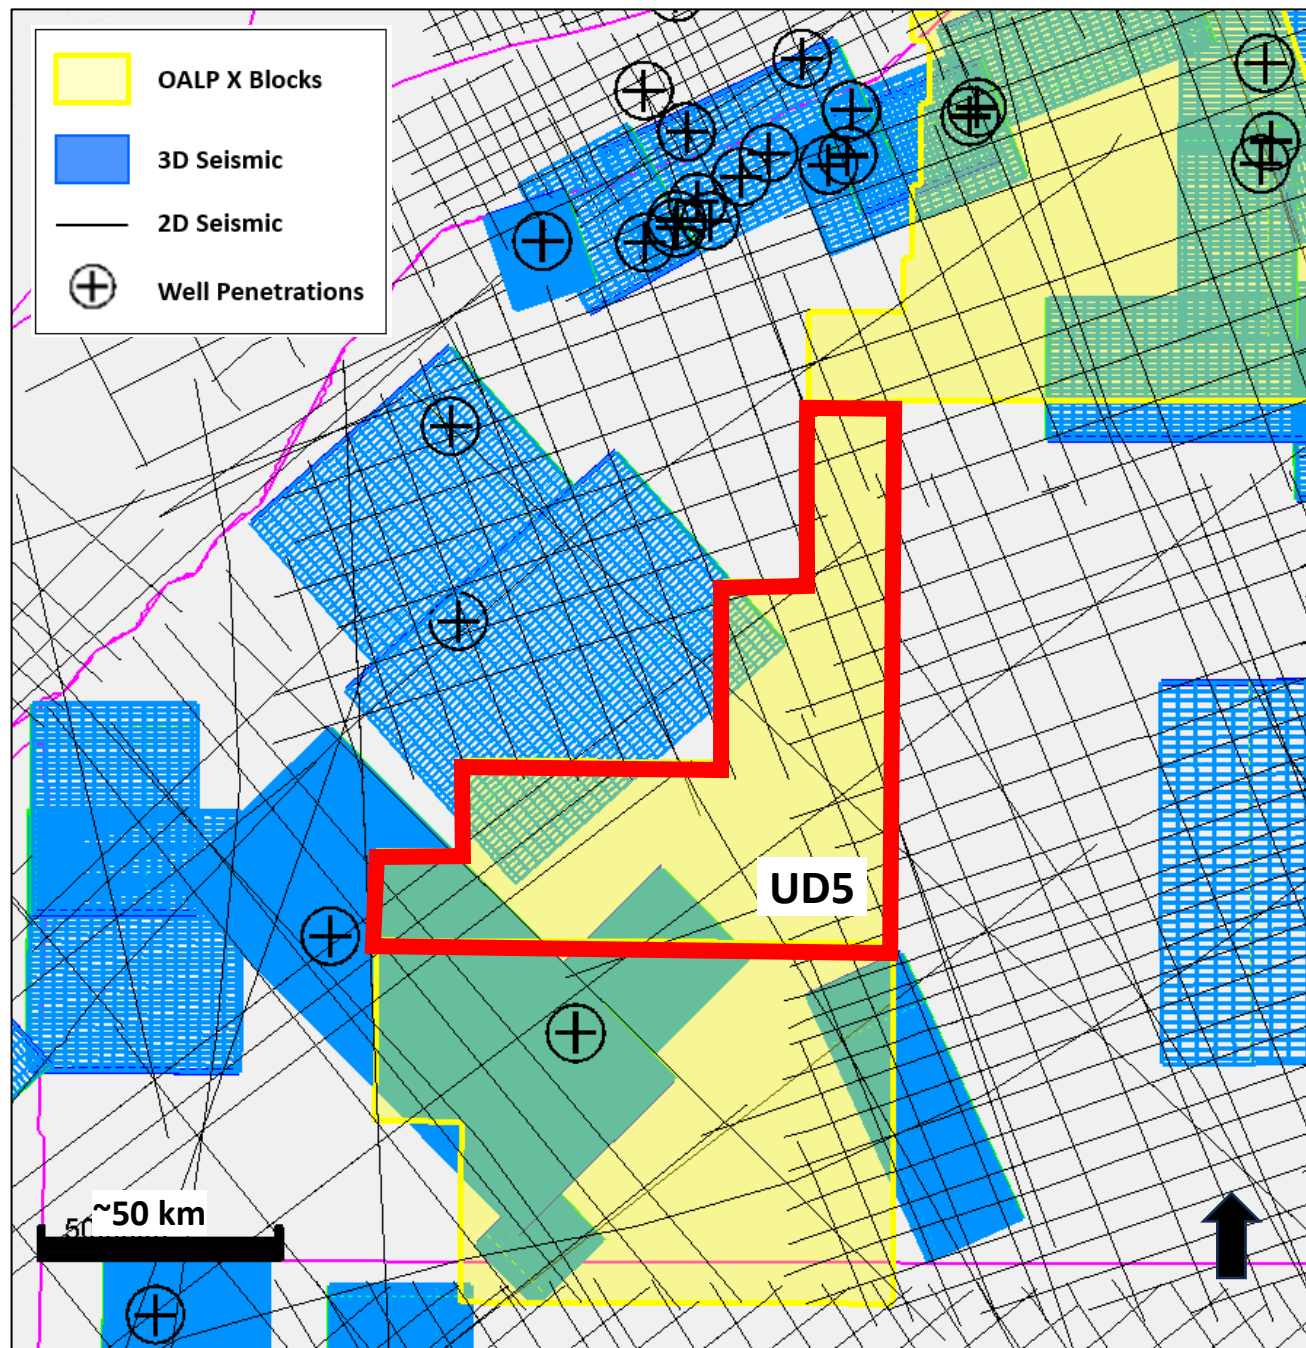 OALP X Blocks
3D Seismic
2D Seismic
Well Penetrations
UD5
~50 km